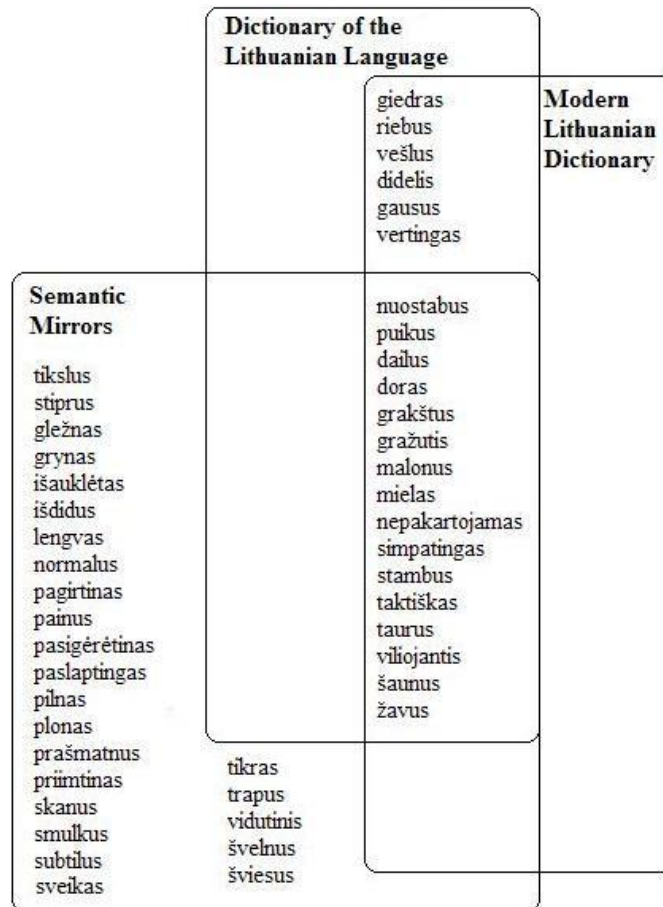 Dictionary of the
Lithuanian Language
giedras
riebus
vešlus
didelis
gausus
vertingas
Modern
Lithuanian
Dictionary
Semantic
Mirrors
tikslus
stiprus
gležnas
grynas
išauklėtas
išdidus
lengvas
normalus
pagirtinas
painus
pasigėrėtinas
paslaptingas
pilnas
plonas
prašmatnus
priimtinas
skanus
smulkus
subtilus
sveikas
nuostabus
puikus
dailus
doras
grakštus
gražutis
malonus
mielas
nepakartojamas
simpatingas
stambus
taktiškas
taurus
viliojantis
šaunus
žavus
tikras
trapus
vidutinis
švelnus
šviesus